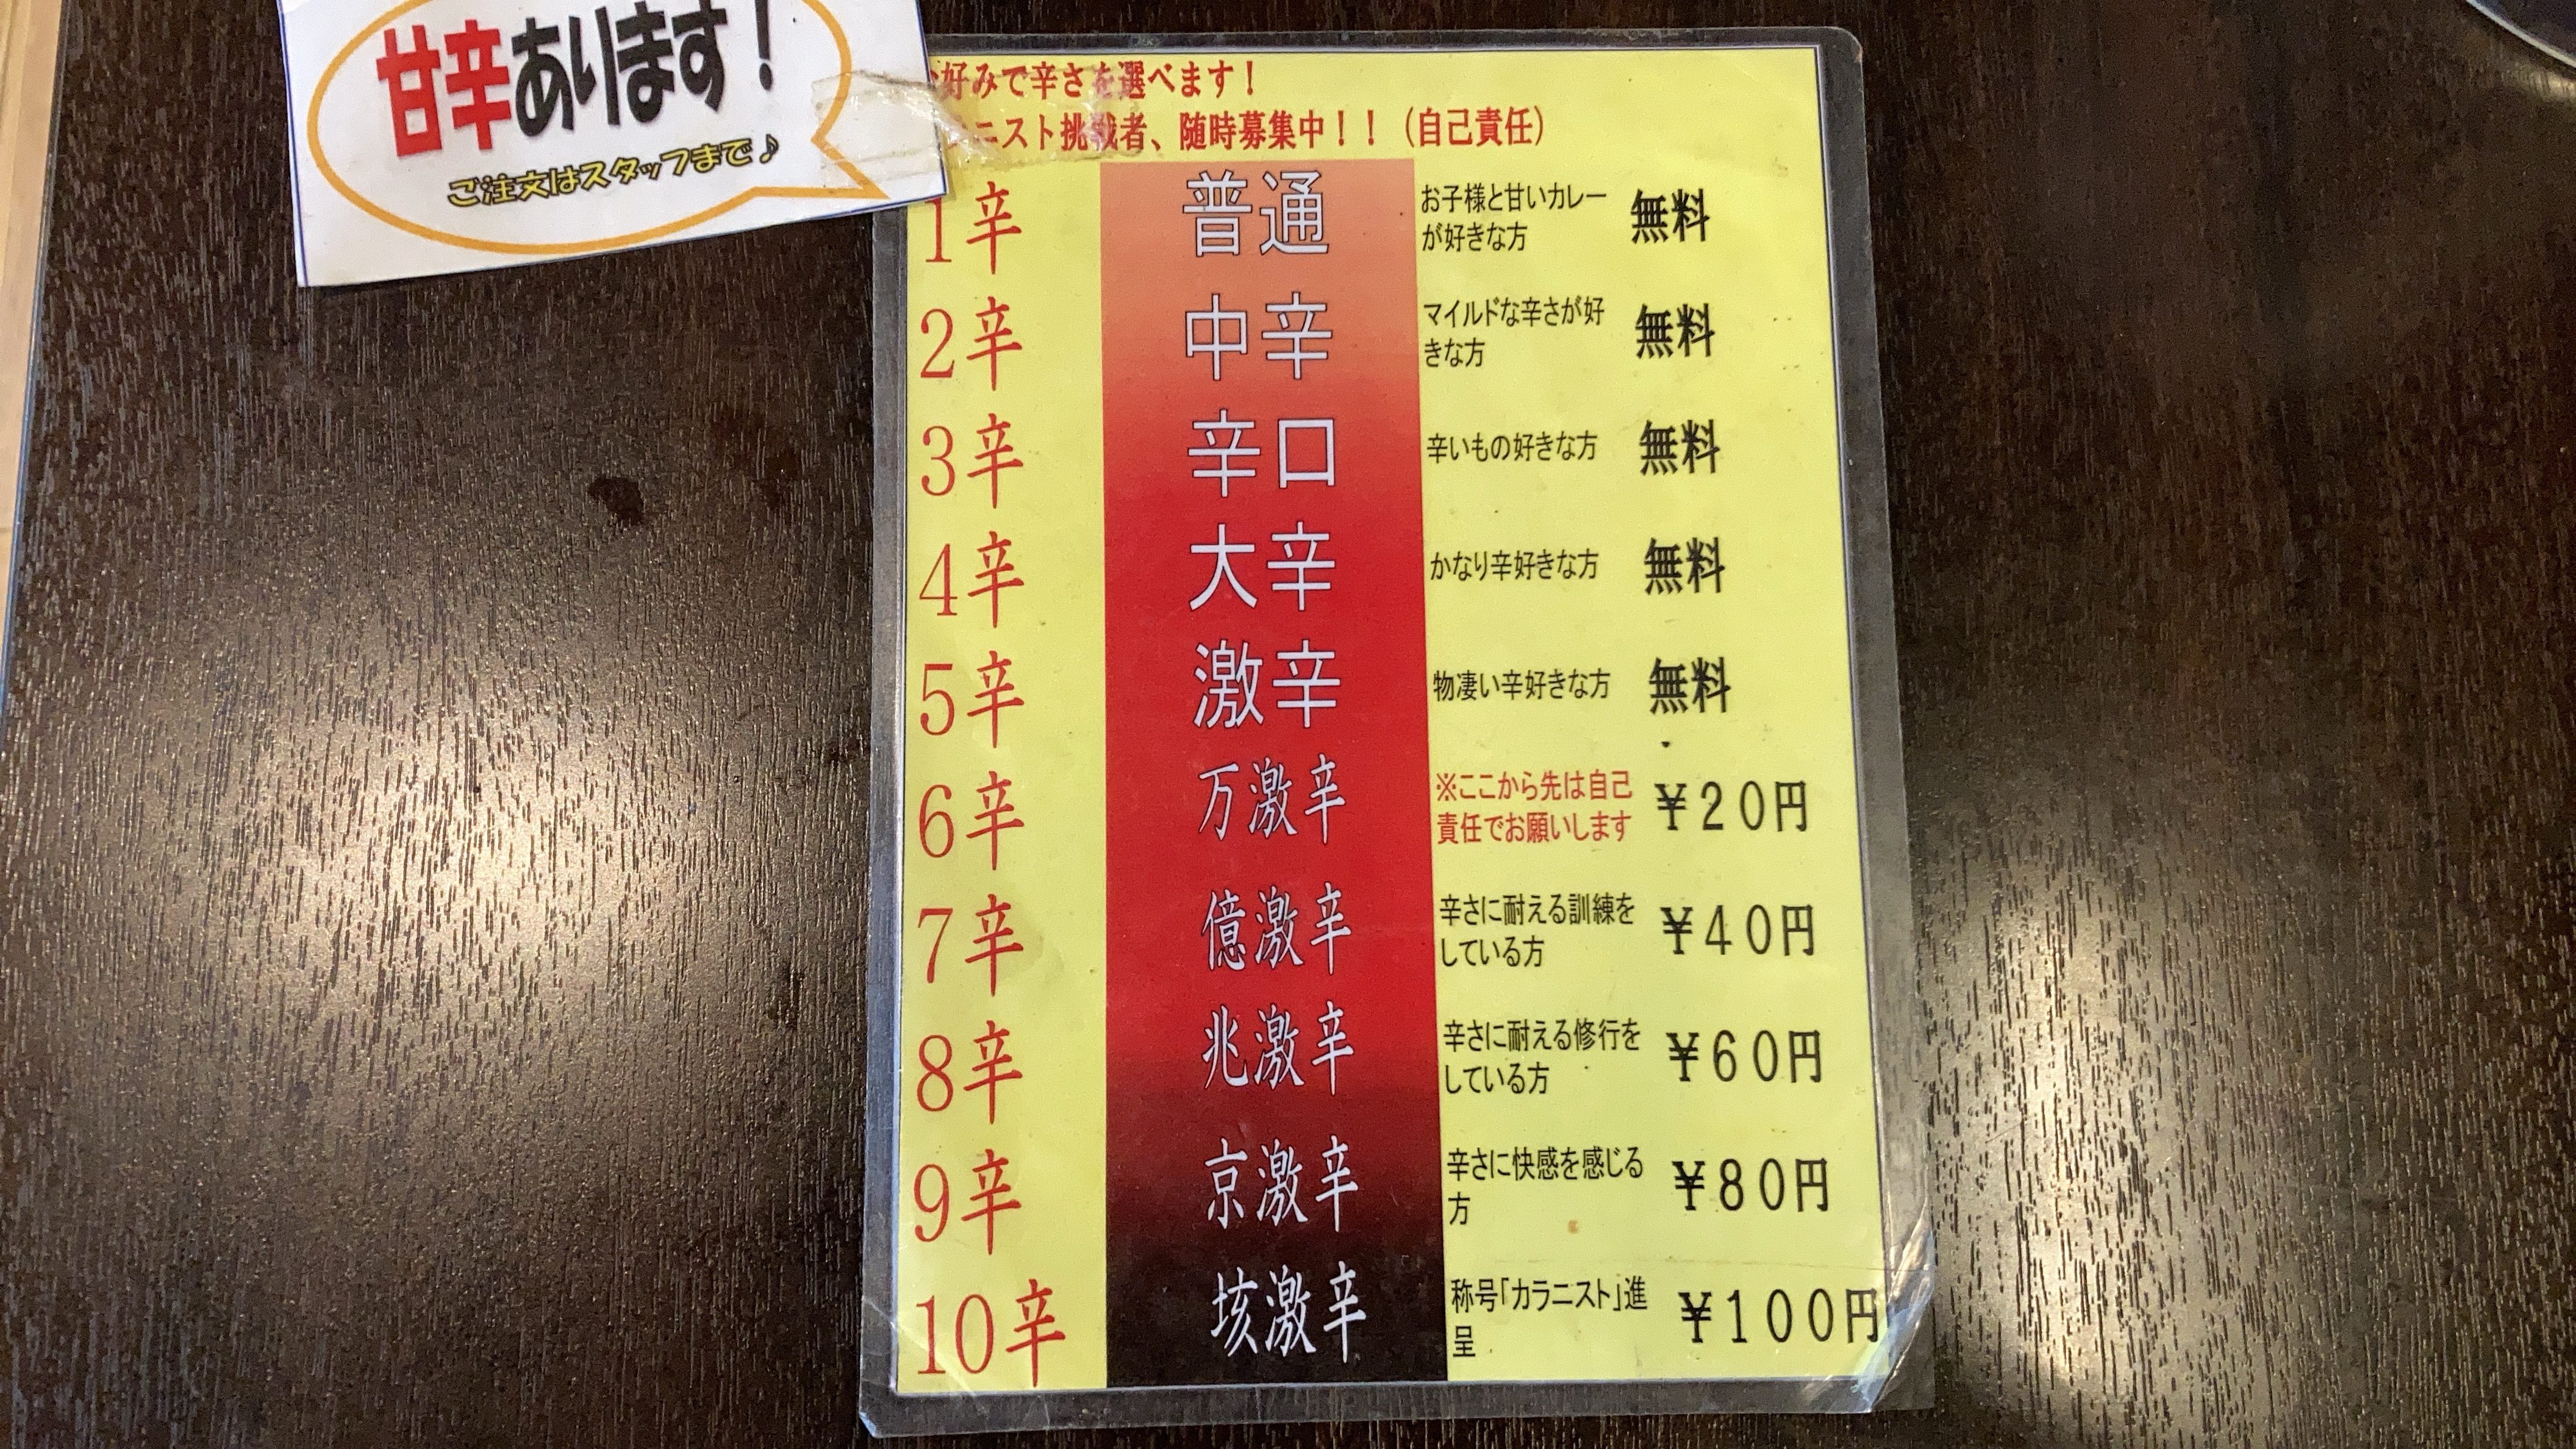 甘辛あります！
ご注文はスタッフまで♪
好みで辛さを選べます！
ニスト挑戦者、随時募集中！！（自己責任）
1辛 普通 お子様と甘いカレー 無料
が好きな方
2辛 中辛 マイルドな辛さが好 無料
きな方
3辛 辛口 辛いもの好きな方 無料
4辛 大辛 かなり辛好きな方 無料
5辛 激辛 物凄い辛好きな方 無料
6辛 万激辛 ※ここから先は自己 ￥20円
責任でお願いします
7辛 億激辛 辛さに耐える訓練を ￥40円
している方
8辛 兆激辛 辛さに耐える修行を ￥60円
している方
9辛 京激辛 辛さに快感を感じる ￥80円
方
10辛 垓激辛 称号「カラニスト」進 ￥100円
呈